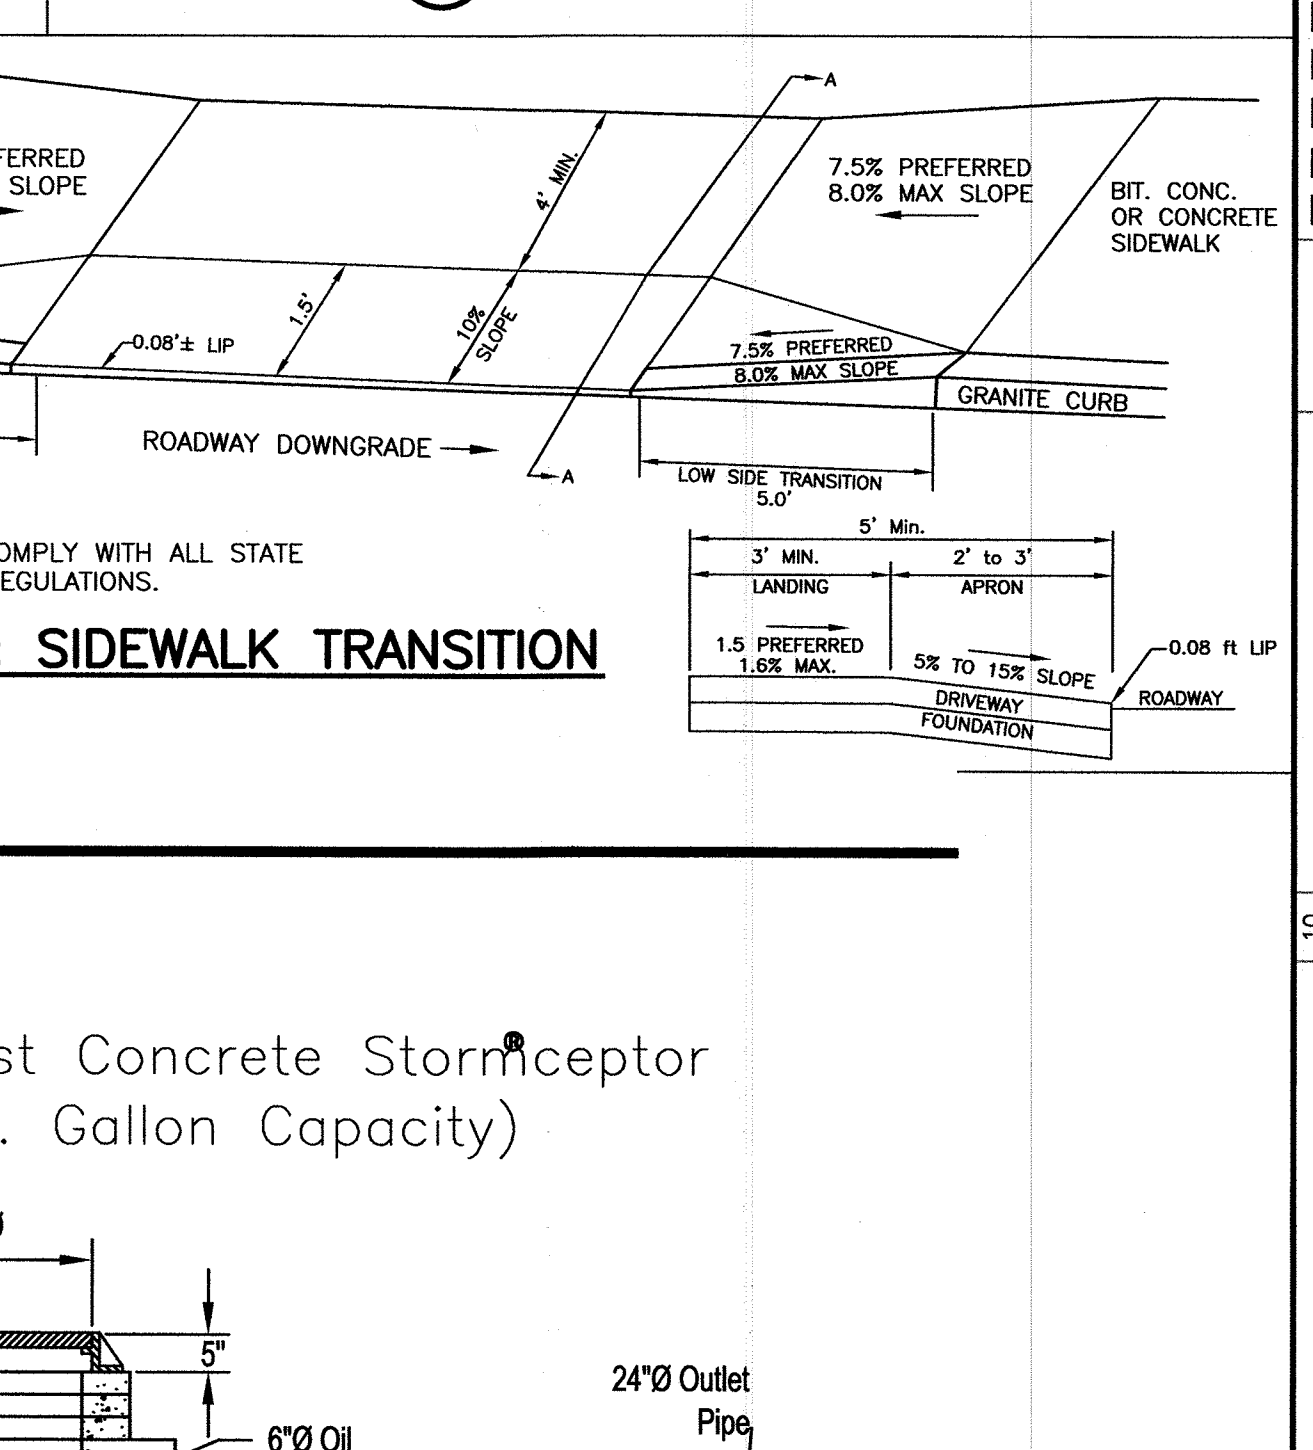 A
7.5% PREFERRED
8.0% MAX SLOPE
BIT. CONC.
OR CONCRETE
SIDEWALK
FERRED
SLOPE
4' MIN.
1.5'
10%
SLOPE
0.08'± LIP
7.5% PREFERRED
8.0% MAX SLOPE
GRANITE CURB
ROADWAY DOWNGRADE
A
LOW SIDE TRANSITION
5.0'
OMPLY WITH ALL STATE
EGULATIONS.
SIDEWALK TRANSITION
5' Min.
3' MIN.
2' to 3'
LANDING
APRON
1.5 PREFERRED
1.6% MAX.
5% TO 15% SLOPE
0.08 ft LIP
DRIVEWAY
ROADWAY
FOUNDATION
st Concrete Stormceptor
®
. Gallon Capacity)
5"
24"Ø Outlet
Pipe
6"Ø Oil